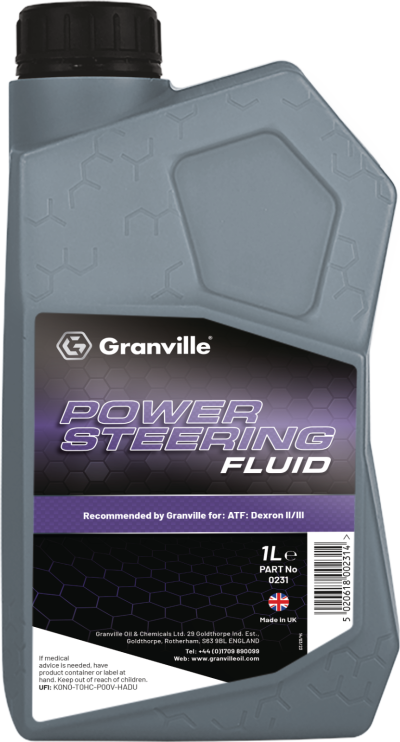 Granville®
POWER
STEERING
FLUID
Recommended by Granville for: ATF: Dexron II/III
1L℮
PART No
0231
Made in UK
5 020618 002314 >
Granville Oil & Chemicals Ltd. 29 Goldthorpe Ind. Est.,
Goldthorpe, Rotherham, S63 9BL ENGLAND
Tel: +44 (0)1709 890099
Web: www.granvilleoil.com
If medical
advice is needed, have
product container or label at
hand. Keep out of reach of children.
UFI: K0N0-T0HC-P00V-HADU